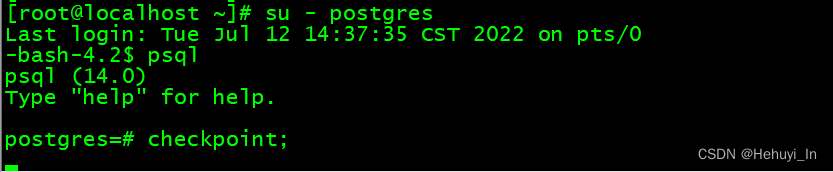 [root@localhost ~]# su - postgres
Last login: Tue Jul 12 14:37:35 CST 2022 on pts/0
-bash-4.2$ psql
psql (14.0)
Type "help" for help.
postgres=# checkpoint;
CSDN @Hehuyi_In